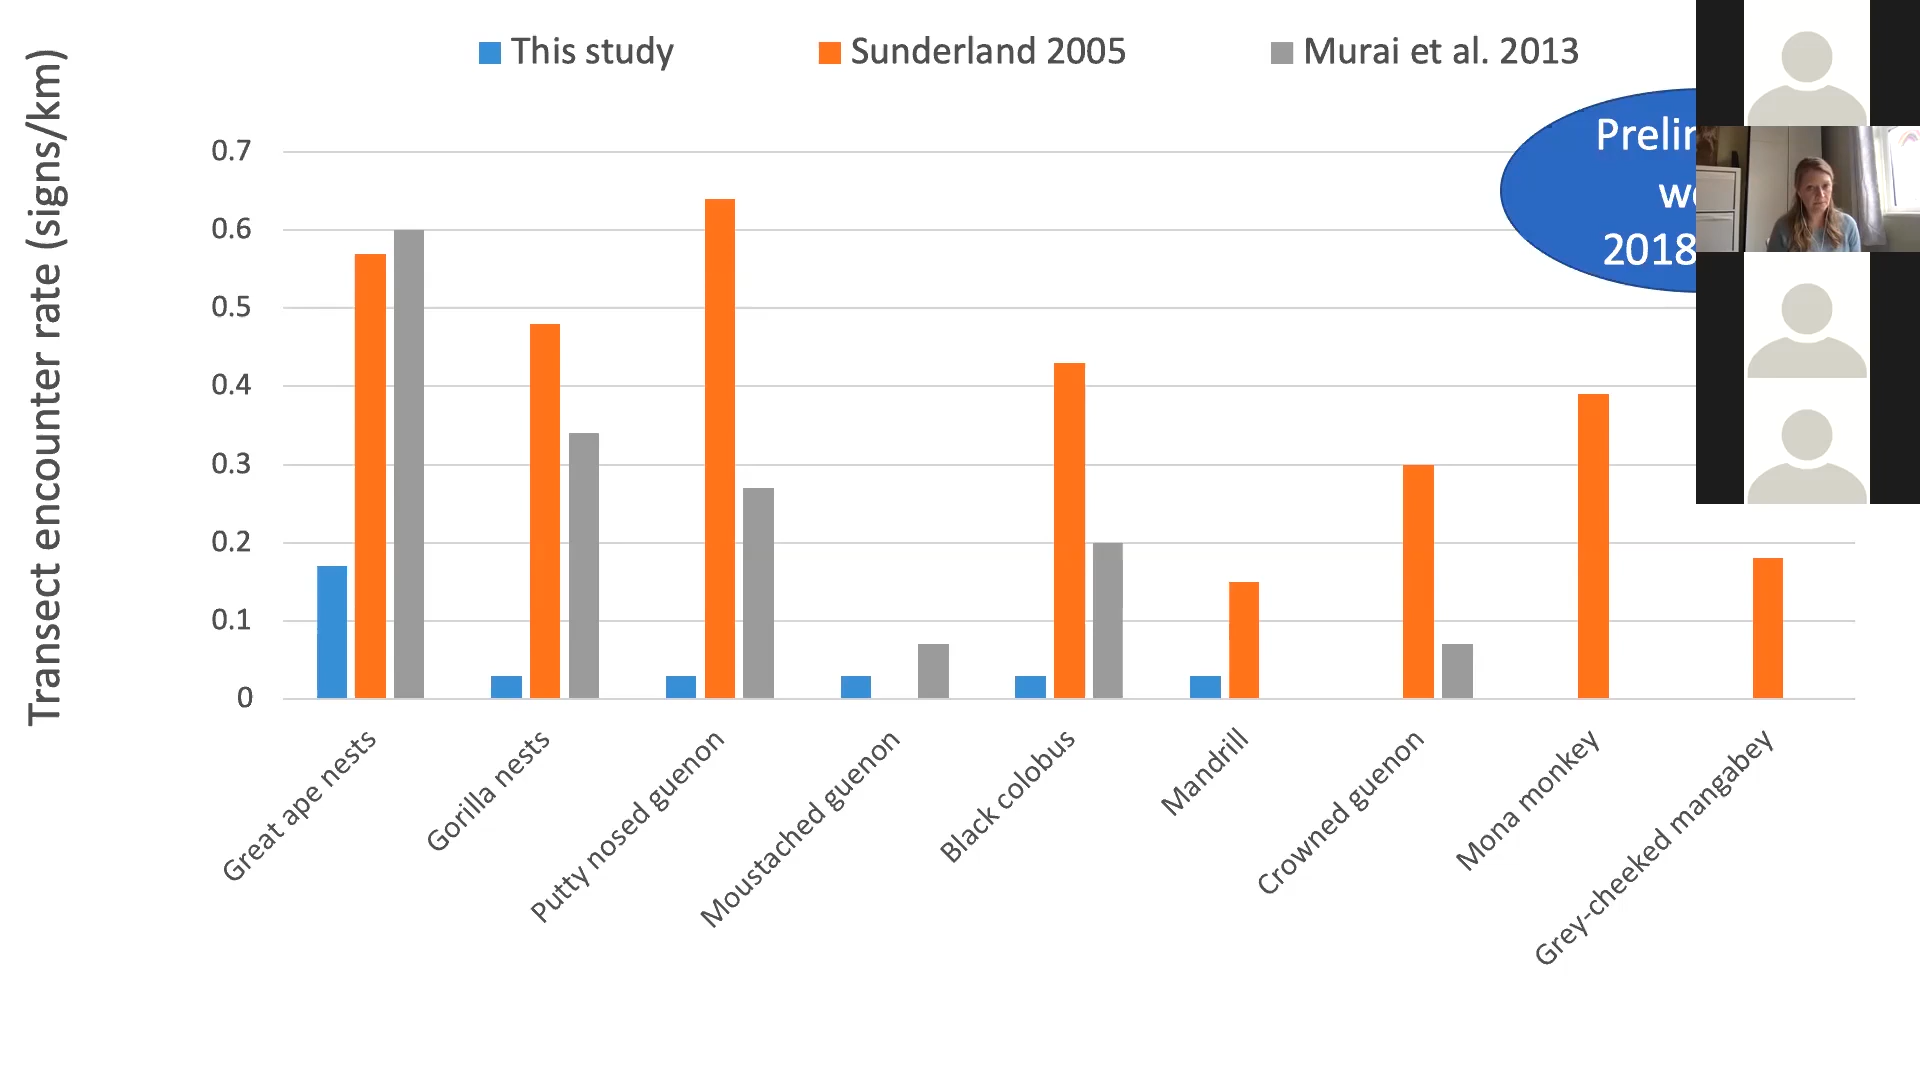 This study
Sunderland 2005
Murai et al. 2013
Transect encounter rate (signs/km)
0.7
0.6
0.5
0.4
0.3
0.2
0.1
0
2018
Great ape nests
Gorilla nests
Putty nosed guenon
Moustached guenon
Black colobus
Mandrill
Crowned guenon
Mona monkey
Grey-cheeked mangabey